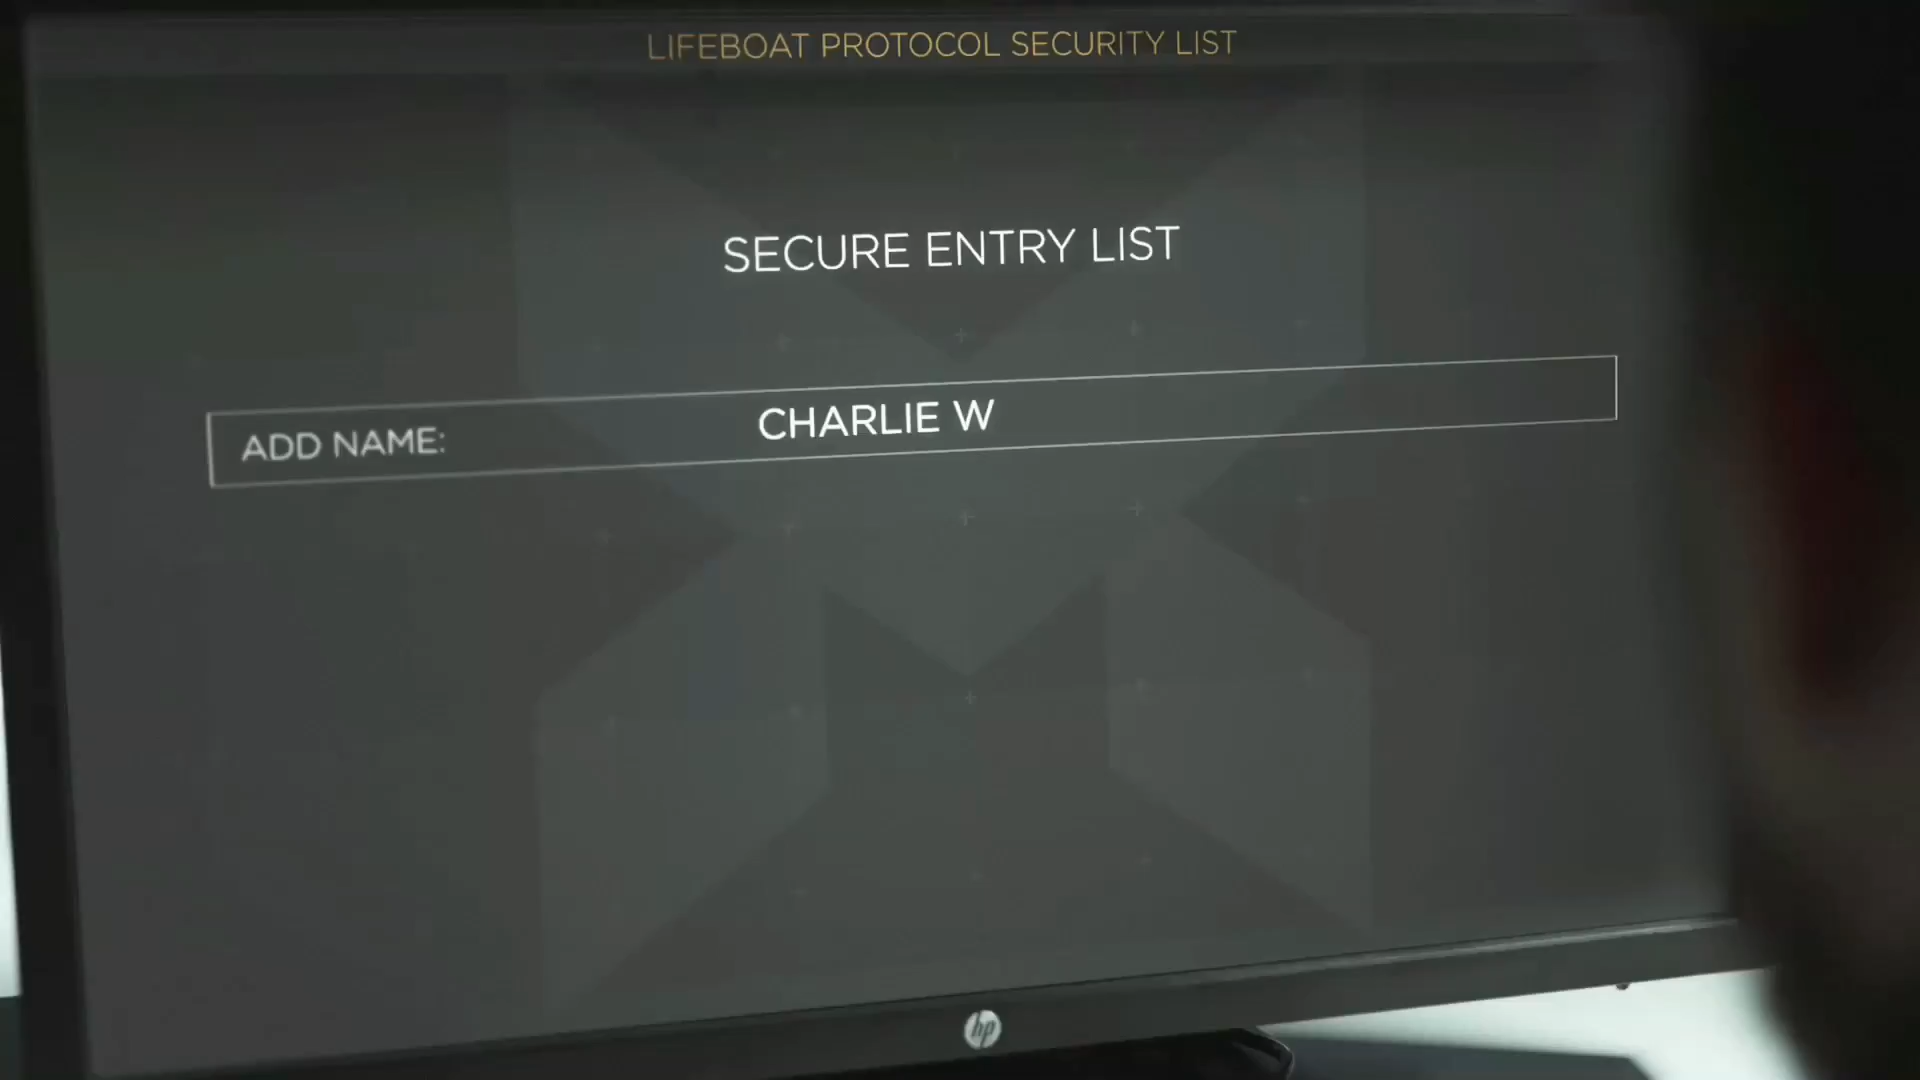 LIFEBOAT PROTOCOL SECURITY LIST
SECURE ENTRY LIST
ADD NAME: CHARLIE W
hp